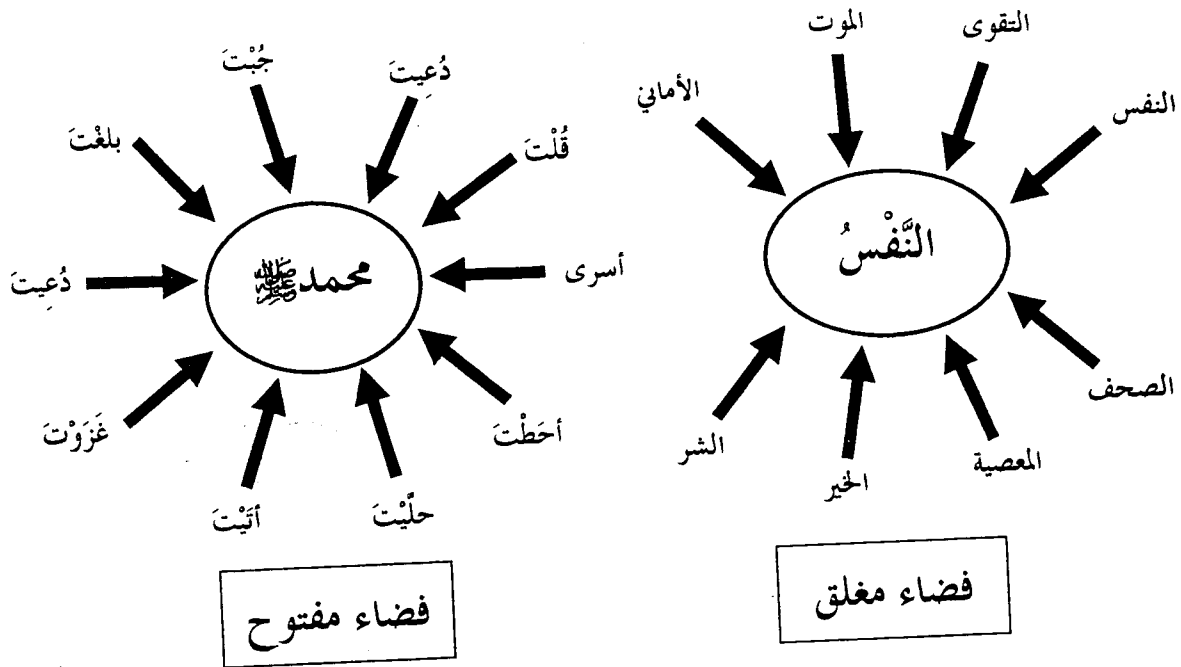 الموت
التقوى
النفس
الأماني
النَّفْسُ
الصحف
المعصية
الخير
الشر
فضاء مغلق
جُبْتَ
دُعِيتَ
قُلْتَ
بلغْتَ
محمد ﷺ
أسرى
دُعِيتَ
أحَطْتَ
غَزَوْتَ
حلَّيْتَ
أتَيْتَ
فضاء مفتوح